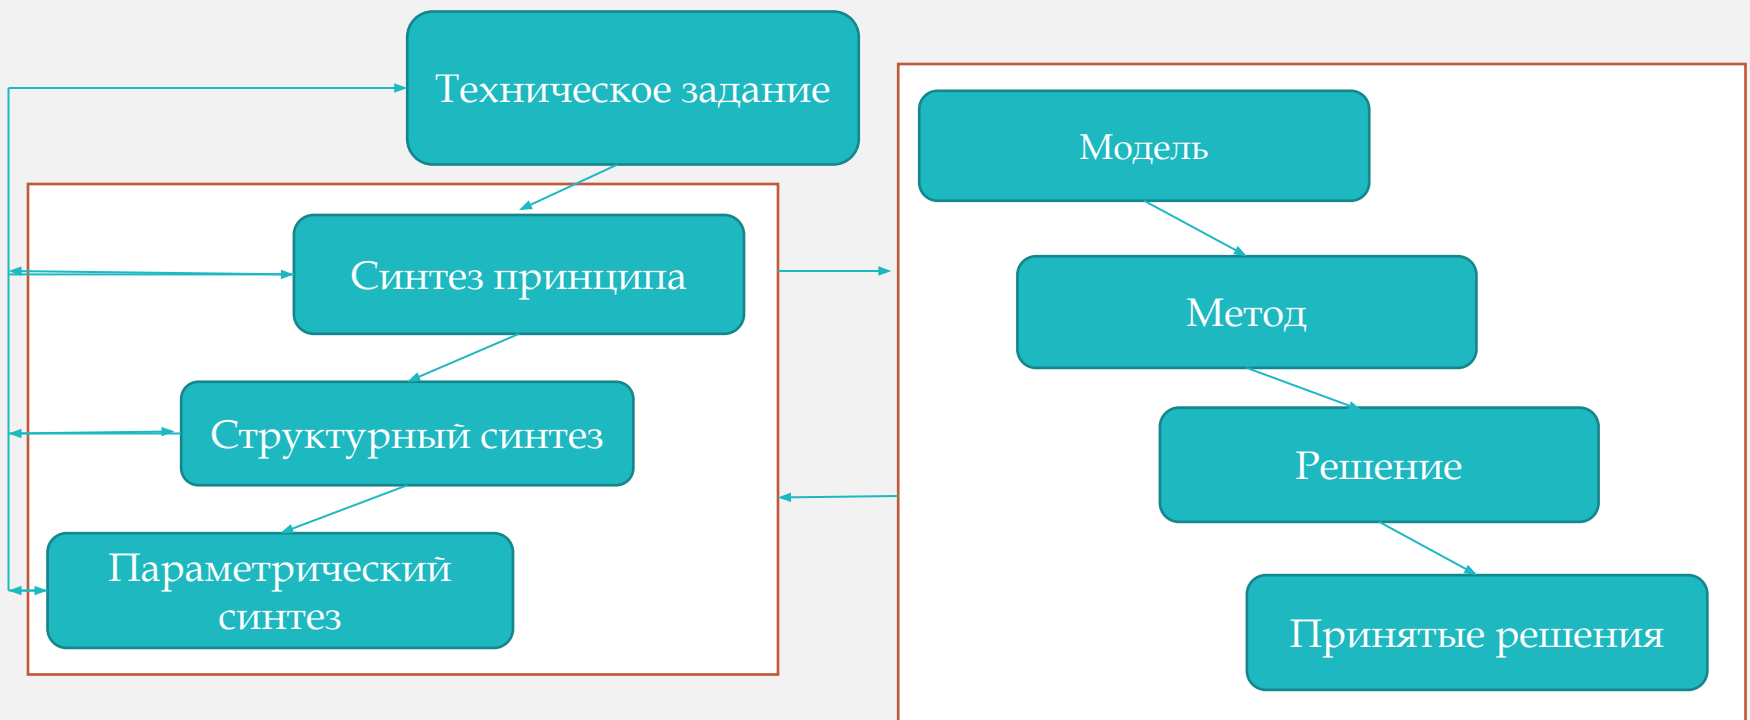 Техническое задание
Синтез принципа
Структурный синтез
Параметрический
синтез
Модель
Метод
Решение
Принятые решения